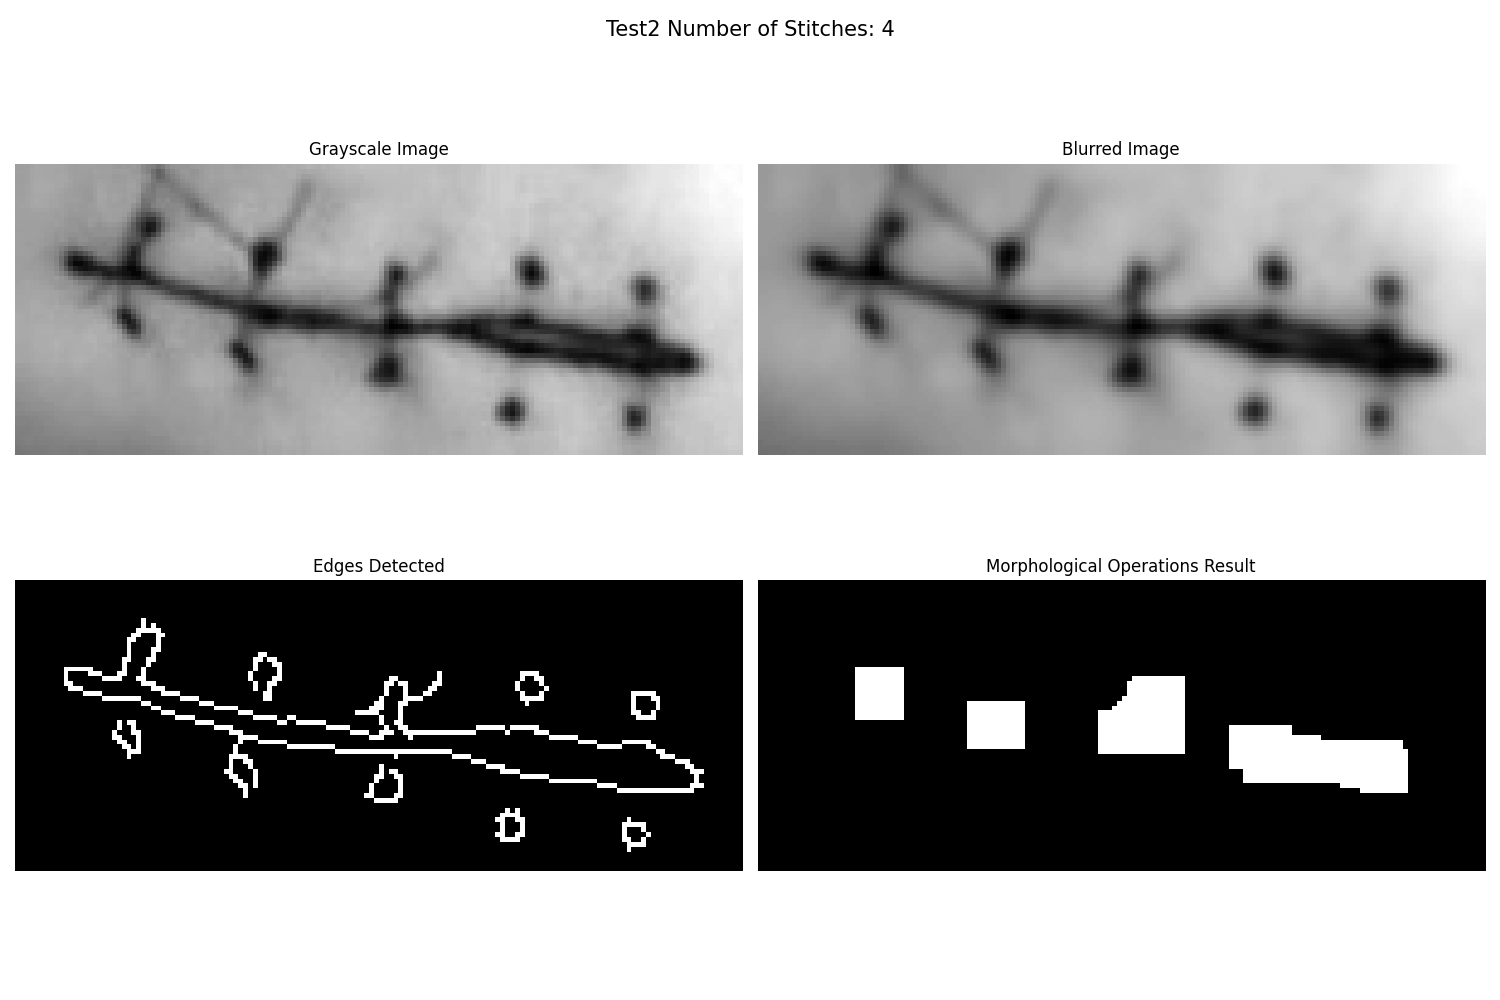 Test2 Number of Stitches: 4
Grayscale Image
Blurred Image
Edges Detected
Morphological Operations Result